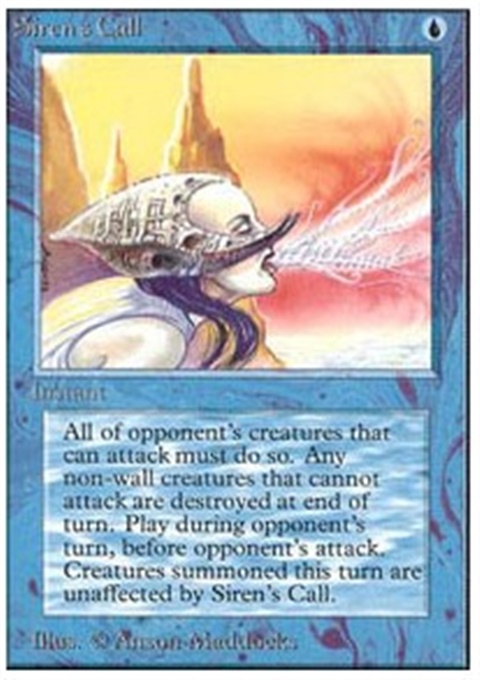 Siren's Call
Instant
All of opponent's creatures that
can attack must do so. Any
non-wall creatures that cannot
attack are destroyed at end of
turn. Play during opponent's
turn, before opponent's attack.
Creatures summoned this turn are
unaffected by Siren's Call.
Illus. © Anson Maddocks